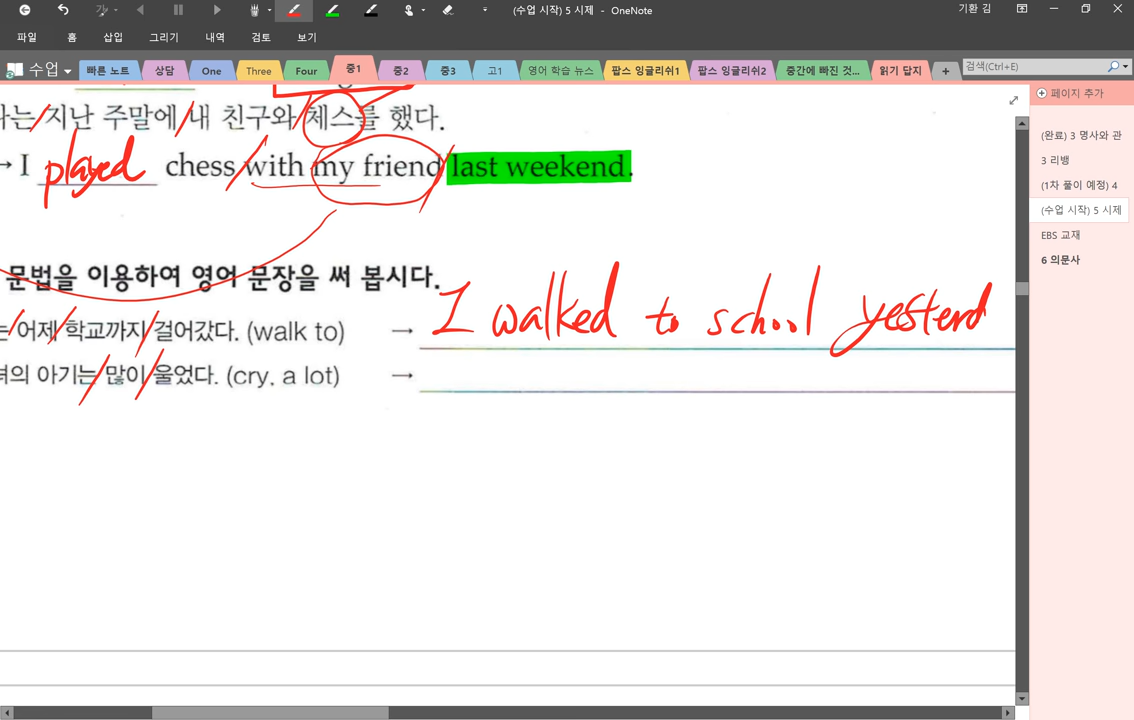 (수업 시작) 5 시제 - OneNote
기환 김
파일 홈 삽입 그리기 내역 검토 보기
수업 빠른 노트 상담 One Three Four 중1 중2 중3 고1 영어 학습 뉴스 팝스 잉글리쉬1 팝스 잉글리쉬2 중간에 빠진 것... 읽기 답지 + 검색(Ctrl+E)
페이지 추가
(완료) 3 명사와 관
3 리뱅
(1차 풀이 예정) 4
(수업 시작) 5 시제
EBS 교재
6 의문사
지난 주말에 내 친구와 체스를 했다.
→ I played chess with my friend last weekend.
문법을 이용하여 영어 문장을 써 봅시다.
어제 학교까지 걸어갔다. (walk to) → I walked to school yesterd
아기는 많이 울었다. (cry, a lot) →